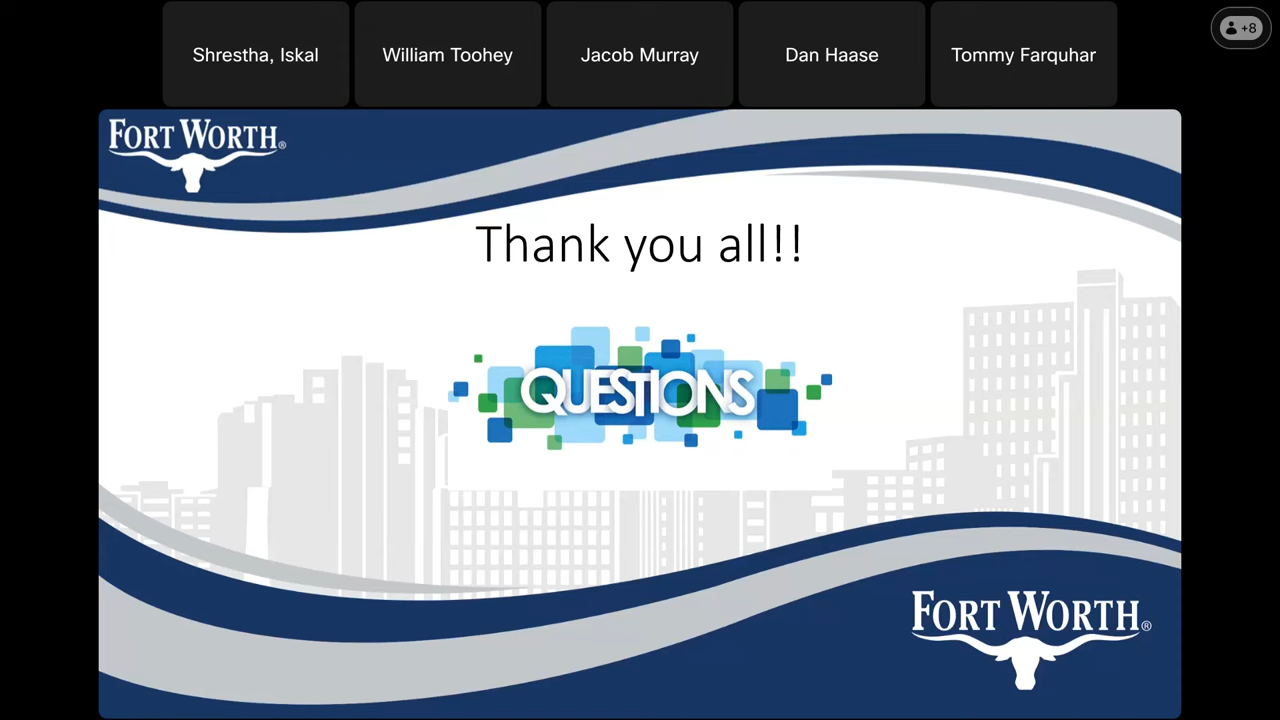 Shrestha, Iskal
William Toohey
Jacob Murray
Dan Haase
Tommy Farquhar
+8
FORT WORTH®
Thank you all!!
QUESTIONS
FORT WORTH®